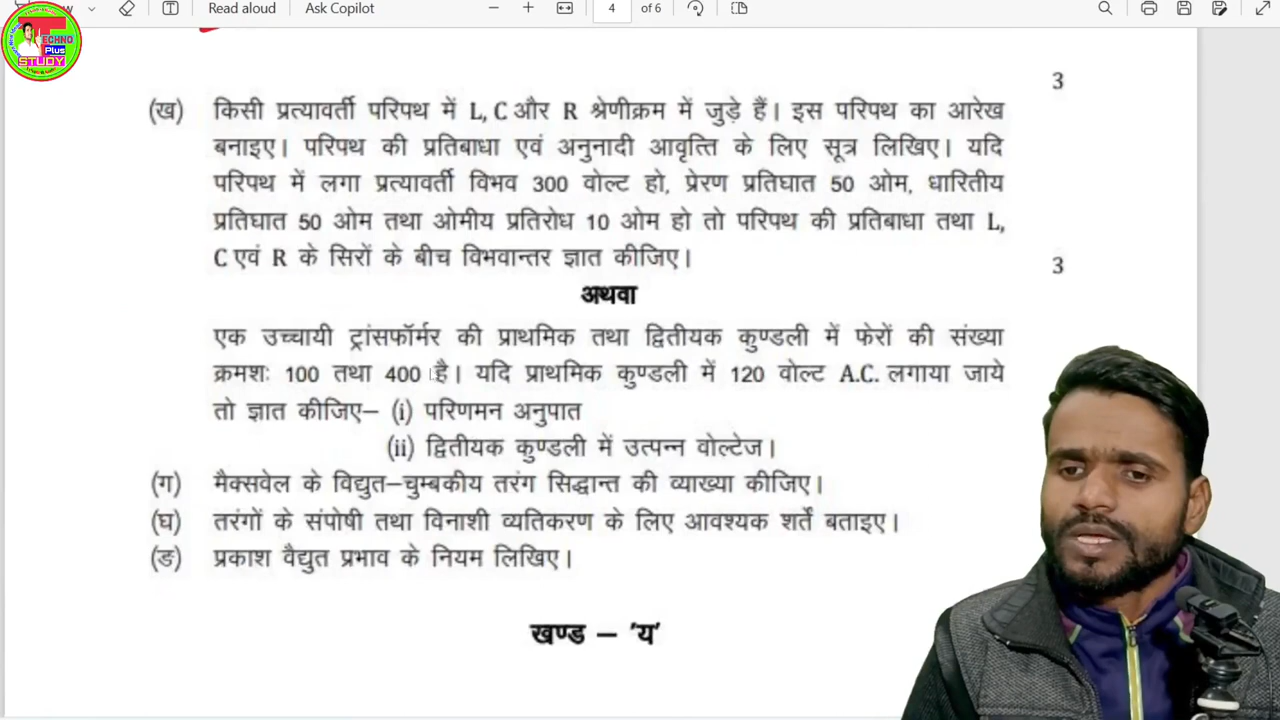 Read aloud
Ask Copilot
4
of 6
ECHNO
Plus
STUDY
3
(ख) किसी प्रत्यावर्ती परिपथ में L, C और R श्रेणीक्रम में जुड़े हैं। इस परिपथ का आरेख
बनाइए। परिपथ की प्रतिबाधा एवं अनुनादी आवृत्ति के लिए सूत्र लिखिए। यदि
परिपथ में लगा प्रत्यावर्ती विभव 300 वोल्ट हो, प्रेरण प्रतिघात 50 ओम, धारितीय
प्रतिघात 50 ओम तथा ओमीय प्रतिरोध 10 ओम हो तो परिपथ की प्रतिबाधा तथा L,
C एवं R के सिरों के बीच विभवान्तर ज्ञात कीजिए।
3
अथवा
एक उच्चायी ट्रांसफॉर्मर की प्राथमिक तथा द्वितीयक कुण्डली में फेरों की संख्या
क्रमशः 100 तथा 400 है। यदि प्राथमिक कुण्डली में 120 वोल्ट A.C. लगाया जाये
तो ज्ञात कीजिए– (i) परिणमन अनुपात
(ii) द्वितीयक कुण्डली में उत्पन्न वोल्टेज।
(ग) मैक्सवेल के विद्युत–चुम्बकीय तरंग सिद्धान्त की व्याख्या कीजिए।
(घ) तरंगों के संपोषी तथा विनाशी व्यतिकरण के लिए आवश्यक शर्तें बताइए।
(ङ) प्रकाश वैद्युत प्रभाव के नियम लिखिए।
खण्ड – 'य'